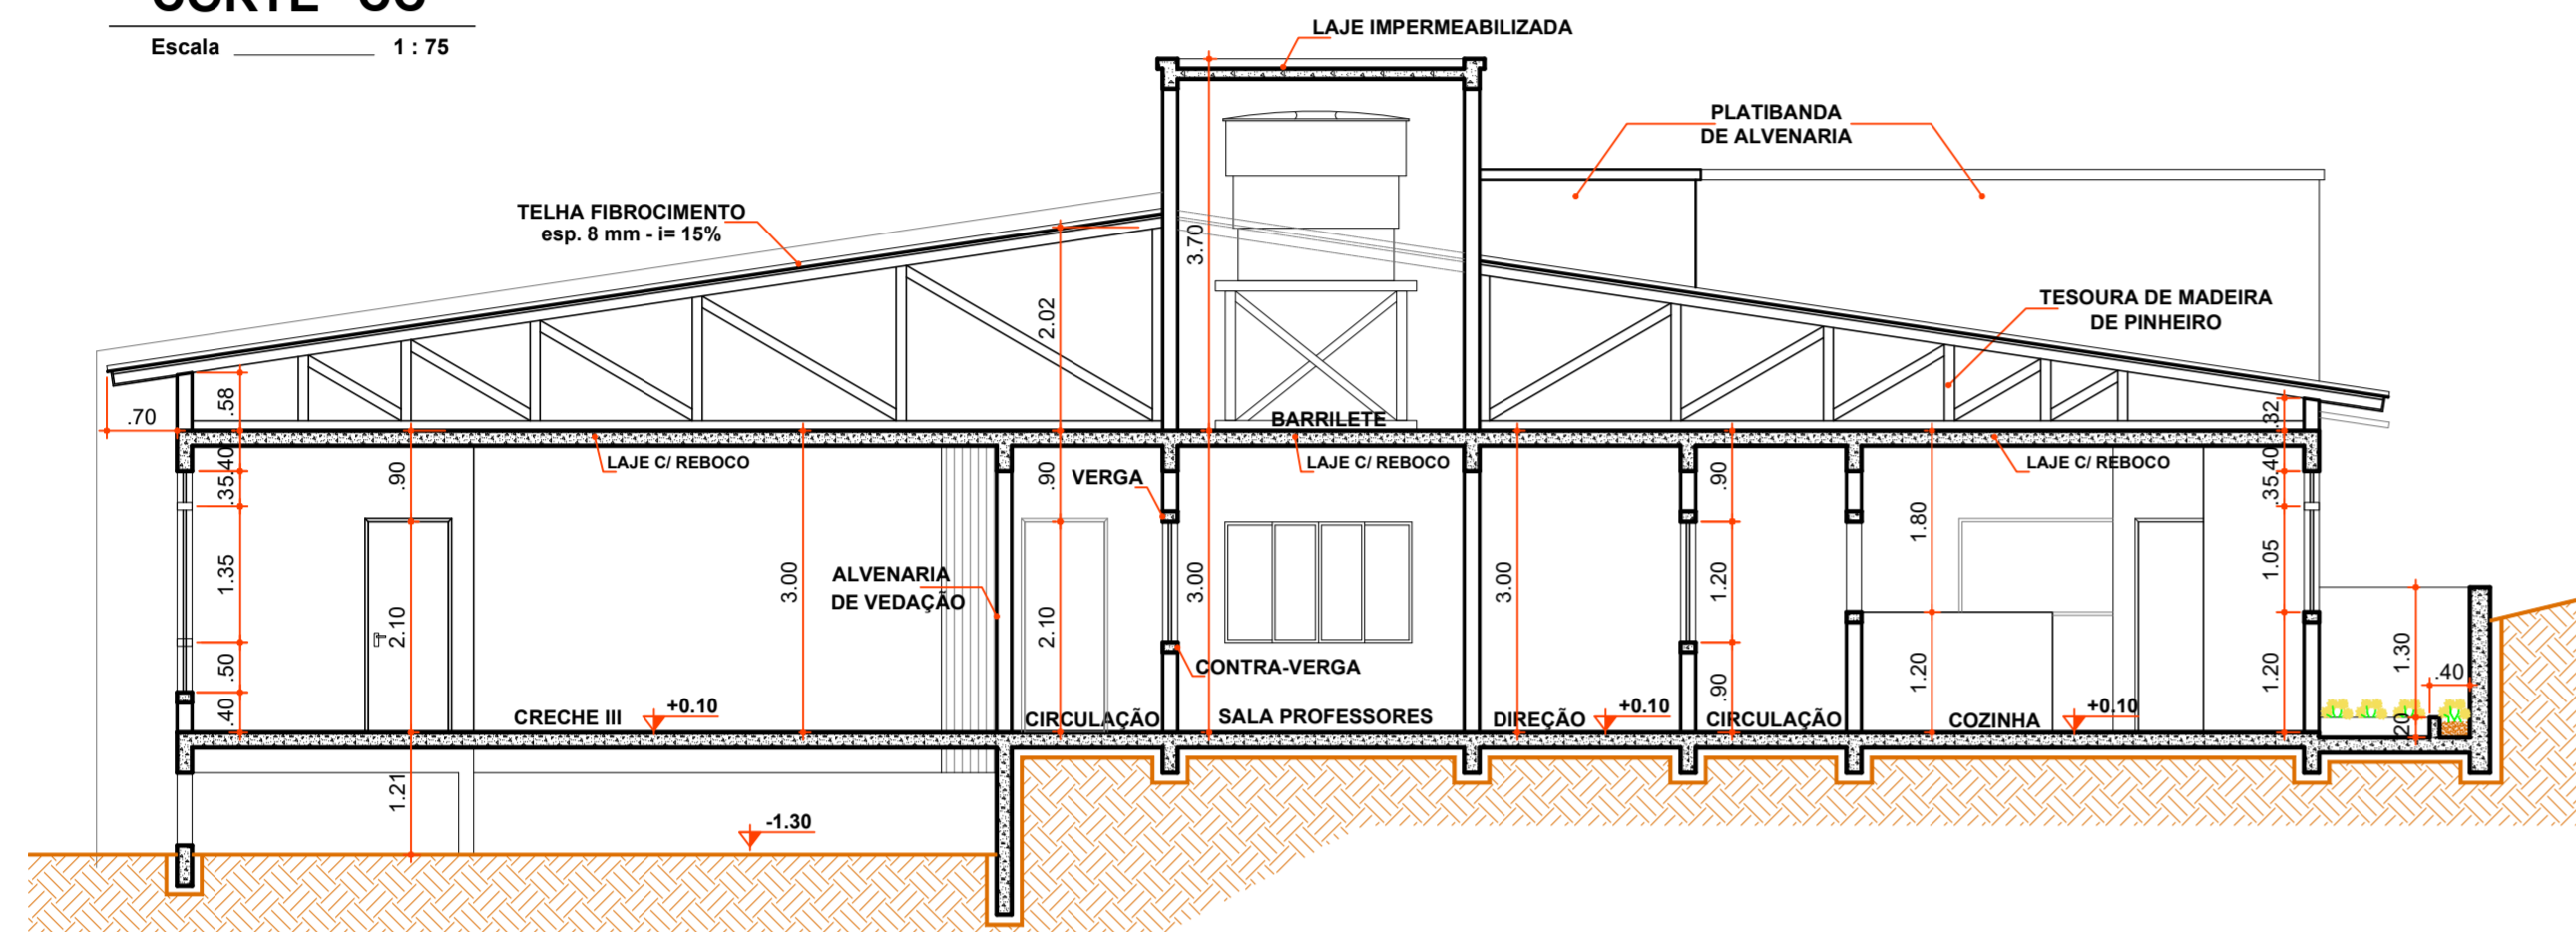 Escala 1 : 75
LAJE IMPERMEABILIZADA
PLATIBANDA
DE ALVENARIA
TELHA FIBROCIMENTO
esp. 8 mm - i= 15%
3.70
TESOURA DE MADEIRA
DE PINHEIRO
2.02
.70
.58
.32
BARRILETE
LAJE C/ REBOCO
LAJE C/ REBOCO
LAJE C/ REBOCO
.40
.35
1.35
.50
.40
.90
2.10
1.21
3.00
ALVENARIA
DE VEDAÇÃO
VERGA
.90
2.10
3.00
CONTRA-VERGA
3.00
.90
1.20
.90
1.80
1.20
.40
.35
1.05
1.20
1.30
.40
.20
CRECHE III
+0.10
CIRCULAÇÃO
SALA PROFESSORES
DIREÇÃO
+0.10
CIRCULAÇÃO
COZINHA
+0.10
-1.30